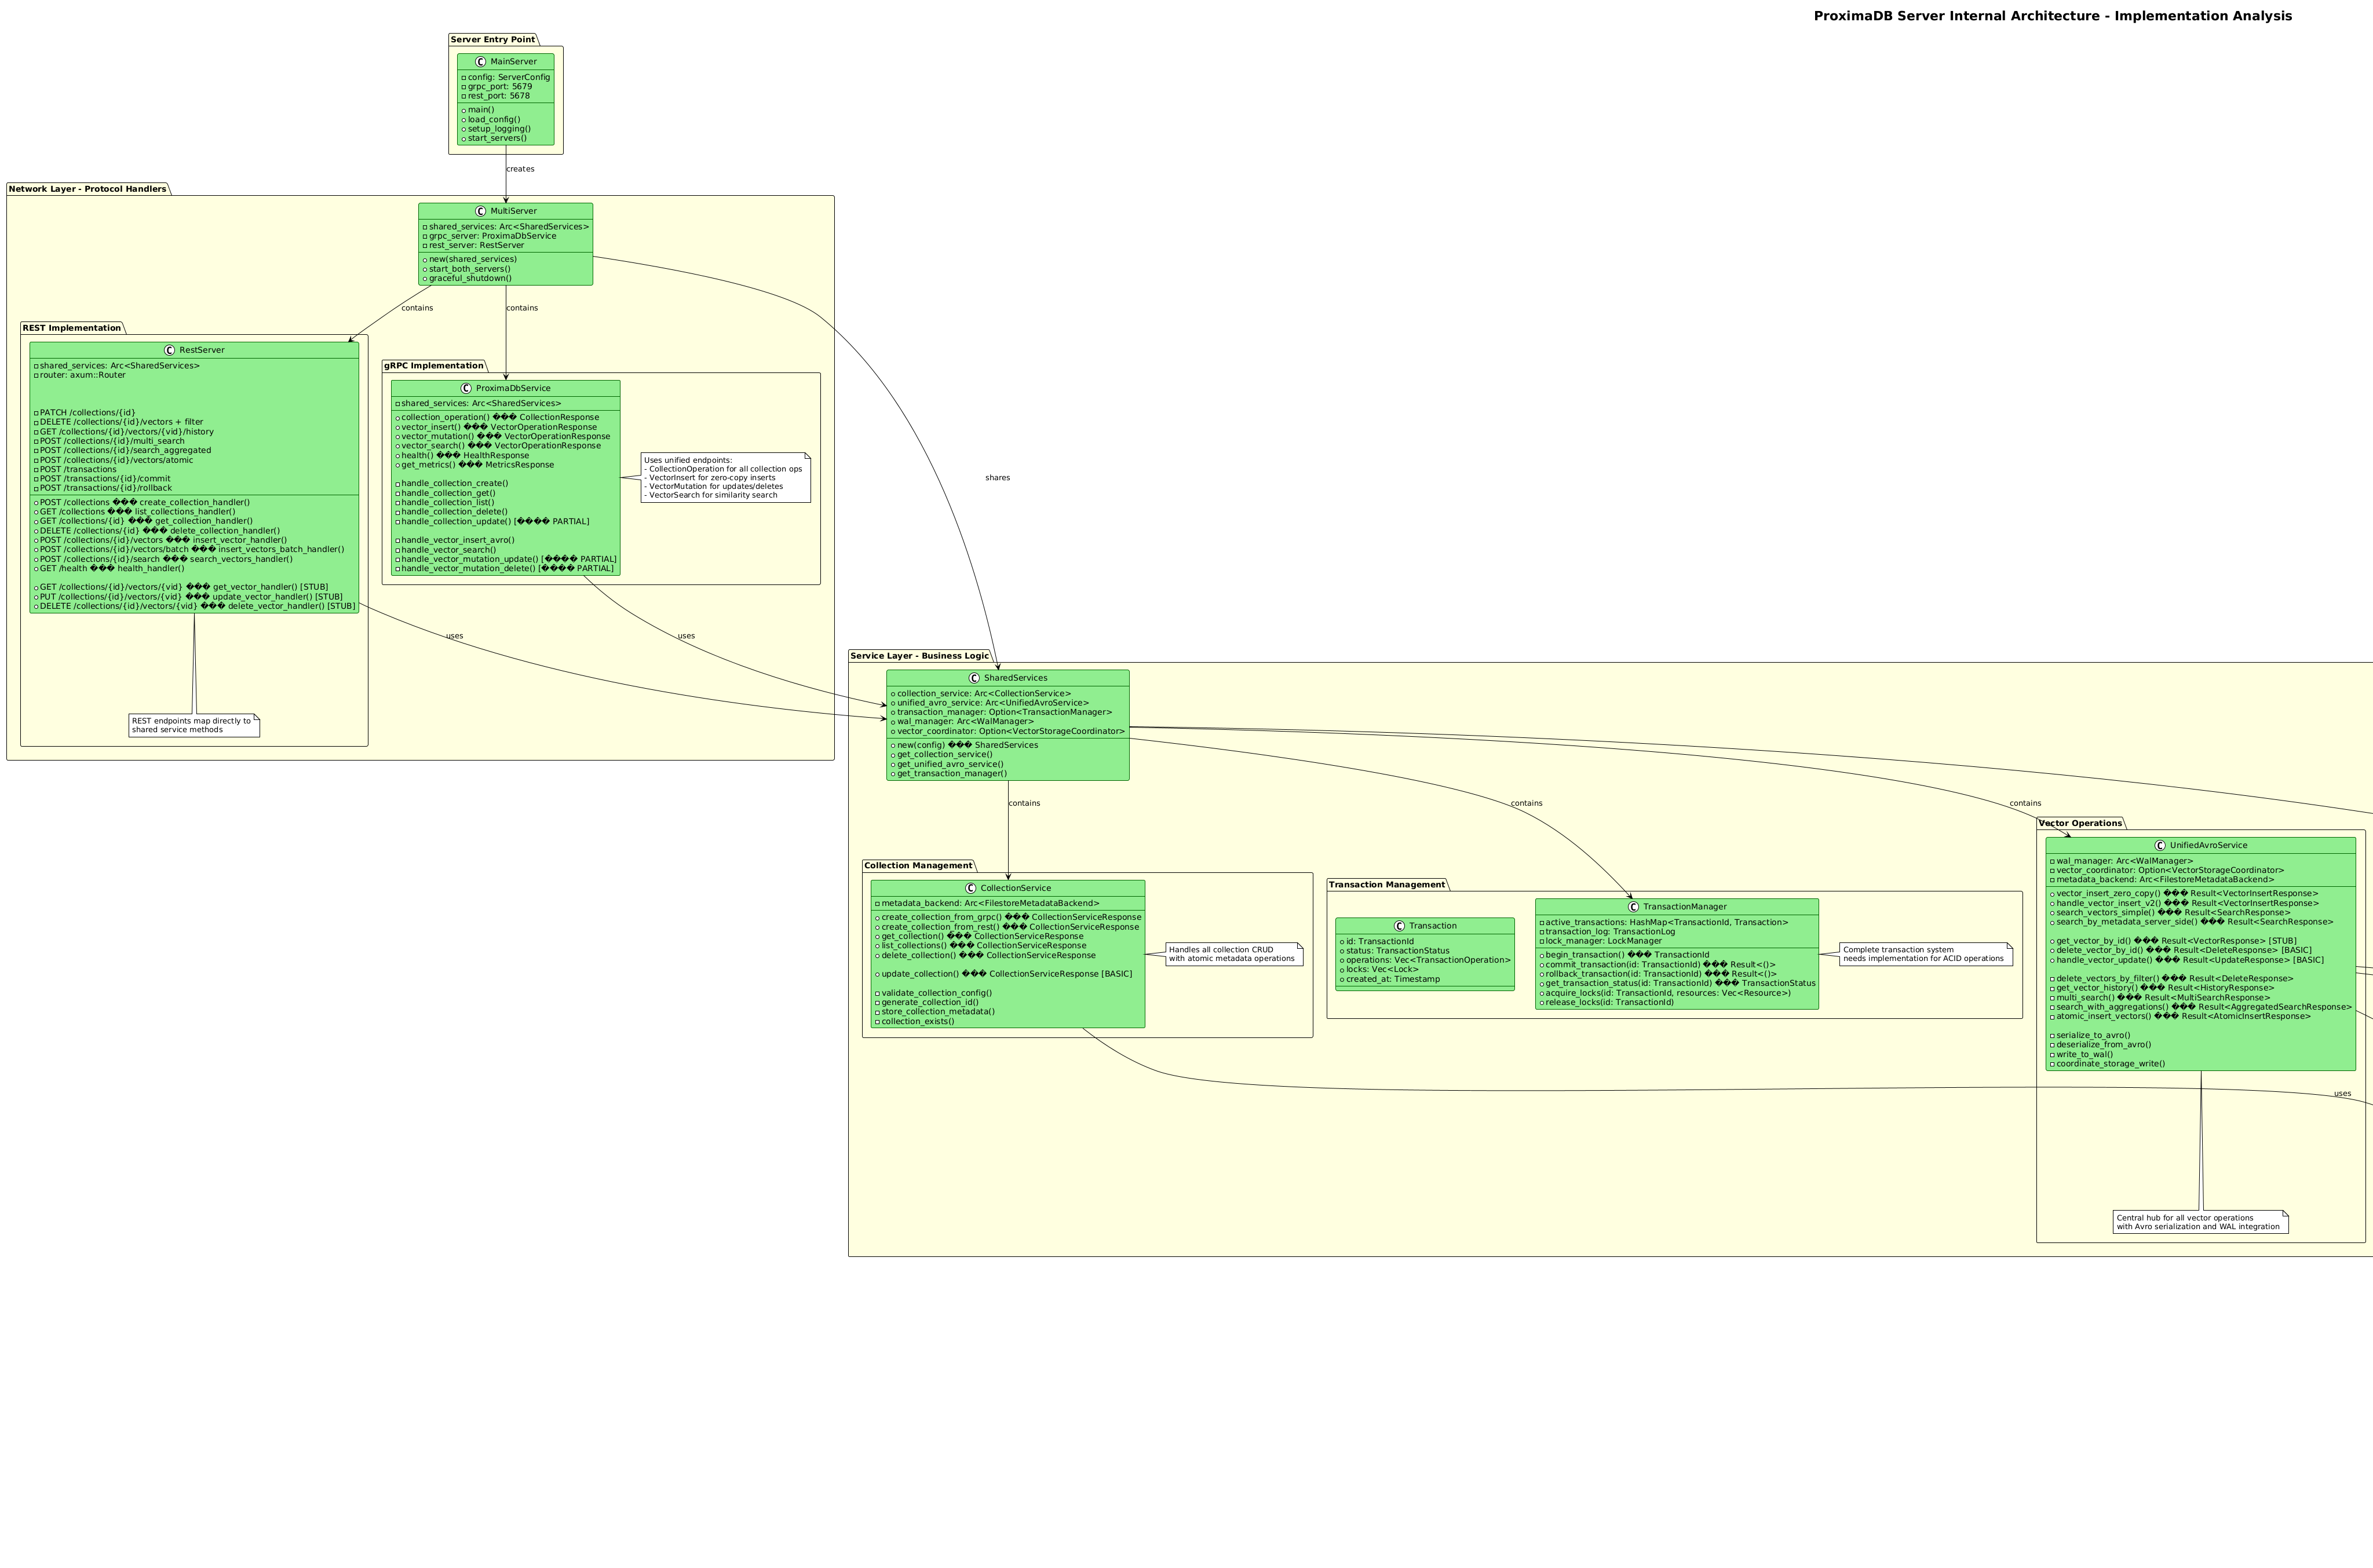 ProximaDB Server Internal Architecture - Implementation Analysis
Server Entry Point
MainServer
config: ServerConfig
grpc_port: 5679
rest_port: 5678
main()
load_config()
setup_logging()
start_servers()
creates
Network Layer - Protocol Handlers
MultiServer
shared_services: Arc<SharedServices>
grpc_server: ProximaDbService
rest_server: RestServer
new(shared_services)
start_both_servers()
graceful_shutdown()
contains
contains
shares
REST Implementation
RestServer
shared_services: Arc<SharedServices>
router: axum::Router
PATCH /collections/{id}
DELETE /collections/{id}/vectors + filter
GET /collections/{id}/vectors/{vid}/history
POST /collections/{id}/multi_search
POST /collections/{id}/search_aggregated
POST /collections/{id}/vectors/atomic
POST /transactions
POST /transactions/{id}/commit
POST /transactions/{id}/rollback
POST /collections ��� create_collection_handler()
GET /collections ��� list_collections_handler()
GET /collections/{id} ��� get_collection_handler()
DELETE /collections/{id} ��� delete_collection_handler()
POST /collections/{id}/vectors ��� insert_vector_handler()
POST /collections/{id}/vectors/batch ��� insert_vectors_batch_handler()
POST /collections/{id}/search ��� search_vectors_handler()
GET /health ��� health_handler()
GET /collections/{id}/vectors/{vid} ��� get_vector_handler() [STUB]
PUT /collections/{id}/vectors/{vid} ��� update_vector_handler() [STUB]
DELETE /collections/{id}/vectors/{vid} ��� delete_vector_handler() [STUB]
REST endpoints map directly to
shared service methods
gRPC Implementation
ProximaDbService
shared_services: Arc<SharedServices>
collection_operation() ��� CollectionResponse
vector_insert() ��� VectorOperationResponse
vector_mutation() ��� VectorOperationResponse
vector_search() ��� VectorOperationResponse
health() ��� HealthResponse
get_metrics() ��� MetricsResponse
handle_collection_create()
handle_collection_get()
handle_collection_list()
handle_collection_delete()
handle_collection_update() [���� PARTIAL]
handle_vector_insert_avro()
handle_vector_search()
handle_vector_mutation_update() [���� PARTIAL]
handle_vector_mutation_delete() [���� PARTIAL]
Uses unified endpoints:
- CollectionOperation for all collection ops
- VectorInsert for zero-copy inserts
- VectorMutation for updates/deletes
- VectorSearch for similarity search
uses
uses
Service Layer - Business Logic
SharedServices
collection_service: Arc<CollectionService>
unified_avro_service: Arc<UnifiedAvroService>
transaction_manager: Option<TransactionManager>
wal_manager: Arc<WalManager>
vector_coordinator: Option<VectorStorageCoordinator>
new(config) ��� SharedServices
get_collection_service()
get_unified_avro_service()
get_transaction_manager()
contains
contains
contains
Collection Management
CollectionService
metadata_backend: Arc<FilestoreMetadataBackend>
create_collection_from_grpc() ��� CollectionServiceResponse
create_collection_from_rest() ��� CollectionServiceResponse
get_collection() ��� CollectionServiceResponse
list_collections() ��� CollectionServiceResponse
delete_collection() ��� CollectionServiceResponse
update_collection() ��� CollectionServiceResponse [BASIC]
validate_collection_config()
generate_collection_id()
store_collection_metadata()
collection_exists()
Handles all collection CRUD
with atomic metadata operations
Transaction Management
Transaction
id: TransactionId
status: TransactionStatus
operations: Vec<TransactionOperation>
locks: Vec<Lock>
created_at: Timestamp
TransactionManager
active_transactions: HashMap<TransactionId, Transaction>
transaction_log: TransactionLog
lock_manager: LockManager
begin_transaction() ��� TransactionId
commit_transaction(id: TransactionId) ��� Result<()>
rollback_transaction(id: TransactionId) ��� Result<()>
get_transaction_status(id: TransactionId) ��� TransactionStatus
acquire_locks(id: TransactionId, resources: Vec<Resource>)
release_locks(id: TransactionId)
Complete transaction system
needs implementation for ACID operations
Vector Operations
UnifiedAvroService
wal_manager: Arc<WalManager>
vector_coordinator: Option<VectorStorageCoordinator>
metadata_backend: Arc<FilestoreMetadataBackend>
vector_insert_zero_copy() ��� Result<VectorInsertResponse>
handle_vector_insert_v2() ��� Result<VectorInsertResponse>
search_vectors_simple() ��� Result<SearchResponse>
search_by_metadata_server_side() ��� Result<SearchResponse>
get_vector_by_id() ��� Result<VectorResponse> [STUB]
delete_vector_by_id() ��� Result<DeleteResponse> [BASIC]
handle_vector_update() ��� Result<UpdateResponse> [BASIC]
delete_vectors_by_filter() ��� Result<DeleteResponse>
get_vector_history() ��� Result<HistoryResponse>
multi_search() ��� Result<MultiSearchResponse>
search_with_aggregations() ��� Result<AggregatedSearchResponse>
atomic_insert_vectors() ��� Result<AtomicInsertResponse>
serialize_to_avro()
deserialize_from_avro()
write_to_wal()
coordinate_storage_write()
uses
Central hub for all vector operations
with Avro serialization and WAL integration